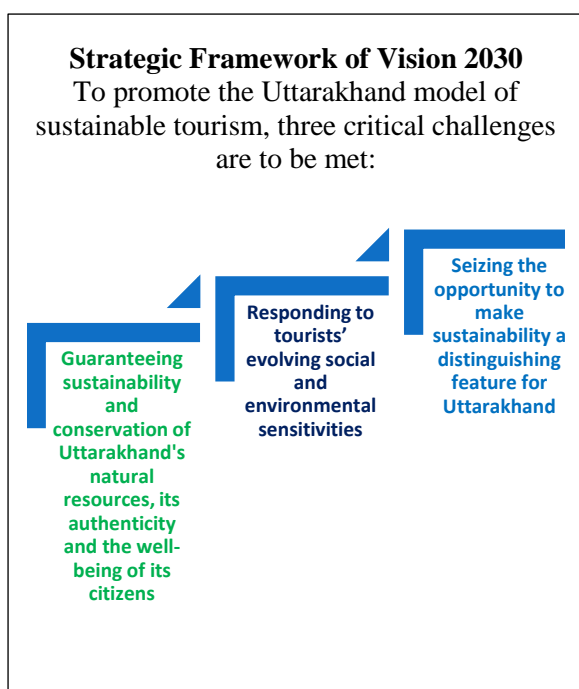 Strategic Framework of Vision 2030
To promote the Uttarakhand model of
sustainable tourism, three critical challenges
are to be met:
Guaranteeing
sustainability
and
conservation of
Uttarakhand's
natural
resources, its
authenticity
and the well-
being of its
citizens
Responding to
tourists’
evolving social
and
environmental
sensitivities
Seizing the
opportunity to
make
sustainability a
distinguishing
feature for
Uttarakhand